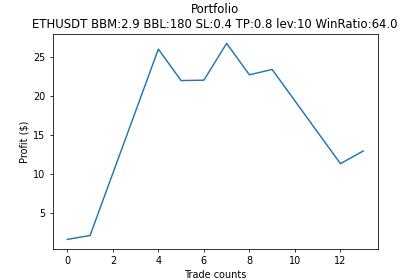 Portfolio
ETHUSDT BBM:2.9 BBL:180 SL:0.4 TP:0.8 lev:10 WinRatio:64.0
25
20
15
10
5
Profit ($)
0 2 4 6 8 10 12
Trade counts